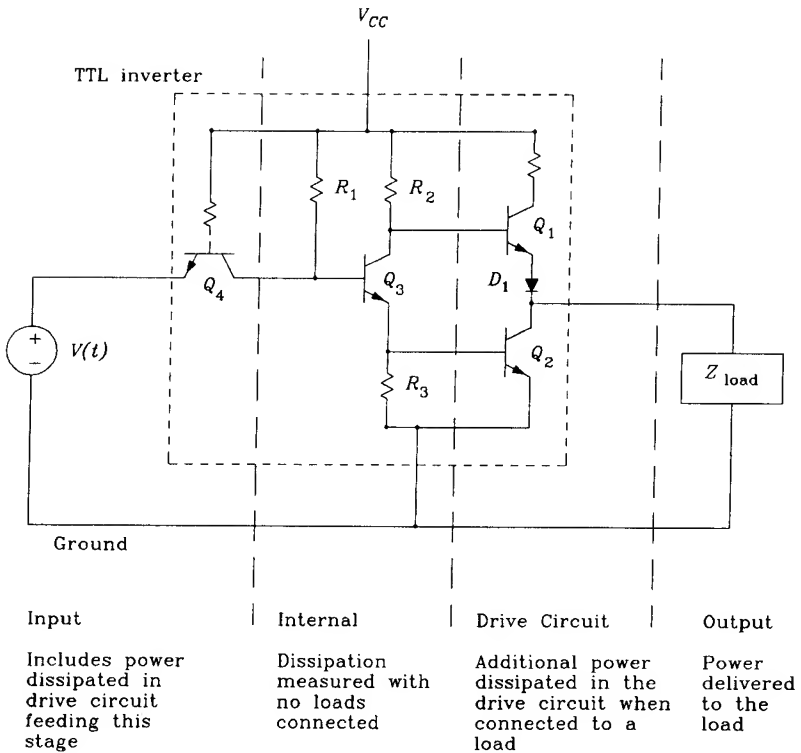 V_CC
TTL inverter
R_1
R_2
Q_1
Q_4
Q_3
D_1
+
−
V(t)
Q_2
R_3
Z_load
Ground
Input
Internal
Drive Circuit
Output
Includes power
dissipated in
drive circuit
feeding this
stage
Dissipation
measured with
no loads
connected
Additional power
dissipated in the
drive circuit when
connected to a
load
Power
delivered
to the
load